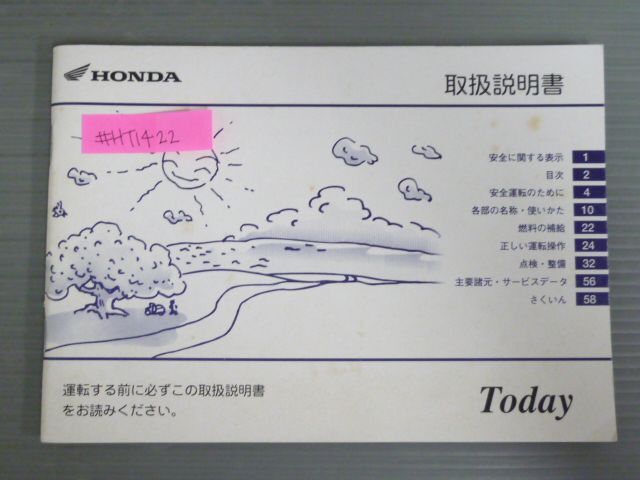 HONDA
取扱説明書
#HT1422
安全に関する表示 1
目次 2
安全運転のために 4
各部の名称・使いかた 10
燃料の補給 22
正しい運転操作 24
点検・整備 32
主要諸元・サービスデータ 56
さくいん 58
運転する前に必ずこの取扱説明書
をお読みください。
Today